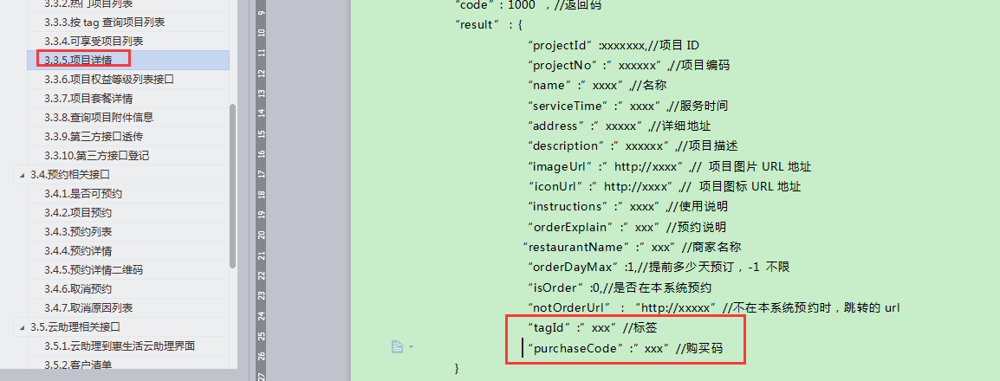 3.3.2.热门项目列表
3.3.3.按 tag 查询项目列表
3.3.4.可享受项目列表
3.3.5.项目详情
3.3.6.项目权益等级列表接口
3.3.7.项目套餐详情
3.3.8.查询项目附件信息
3.3.9.第三方接口透传
3.3.10.第三方接口登记
3.4.预约相关接口
3.4.1.是否可预约
3.4.2.项目预约
3.4.3.预约列表
3.4.4.预约详情
3.4.5.预约详情二维码
3.4.6.取消预约
3.4.7.取消原因列表
3.5.云助理相关接口
3.5.1.云助理到惠生活云助理界面
3.5.2.客户清单
9
10
11
12
13
14
15
16
17
18
19
20
21
22
23
24
25
26
27
“code”: 1000 , //返回码
“result” : {
“projectId”:xxxxxxx,//项目 ID
“projectNo”:” xxxxxx” ,//项目编码
“name”:” xxxx” ,//名称
“serviceTime” :” xxxx” ,//服务时间
“address” :” xxxxx” ,//详细地址
“description” :” xxxxxx” ,//项目描述
“imageUrl” :” http://xxxx” ,// 项目图片 URL 地址
“iconUrl” :” http://xxxx” ,// 项目图标 URL 地址
“instructions” :” xxxx” ,//使用说明
“orderExplain” :” xxx” //预约说明
“restaurantName” :” xxx” //商家名称
“orderDayMax” :1,//提前多少天预订，-1 不限
“isOrder” :0,//是否在本系统预约
“notOrderUrl” : “http://xxxxx” //不在本系统预约时，跳转的 url
“tagId” :” xxx” //标签
“purchaseCode” :” xxx” //购买码
}